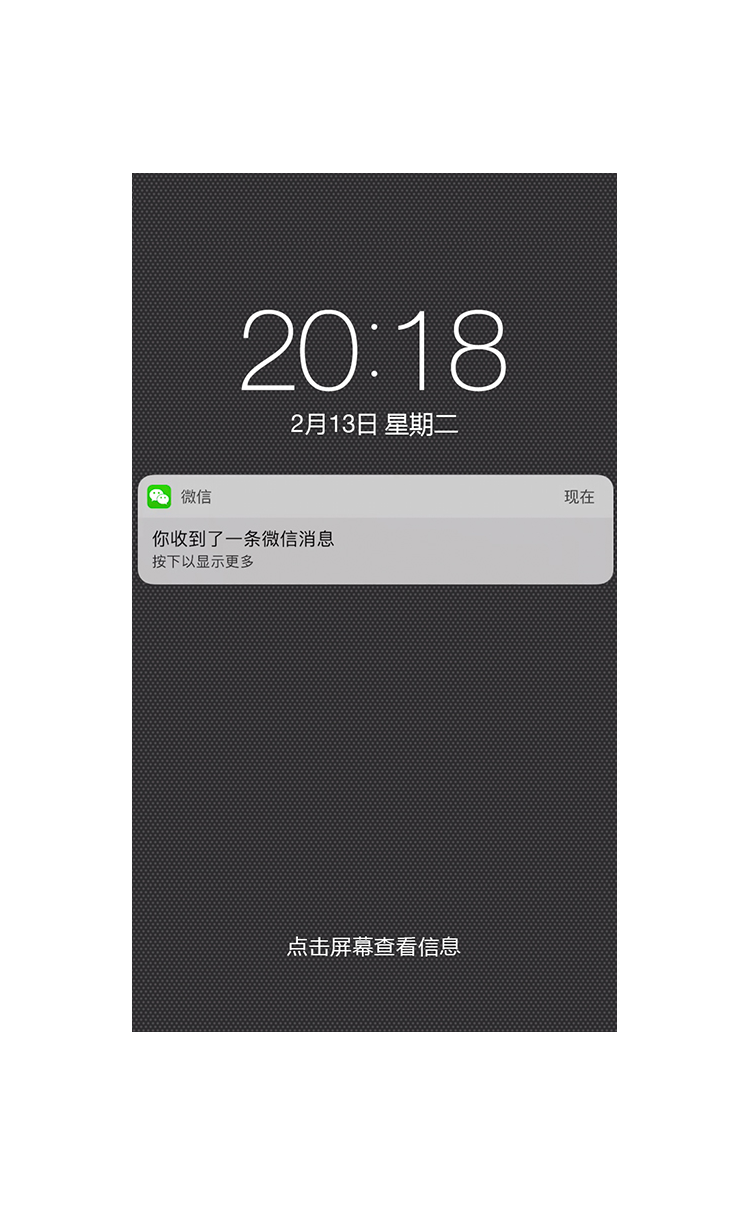 20:18
2月13日 星期二
微信 现在
你收到了一条微信消息
按下以显示更多
点击屏幕查看信息